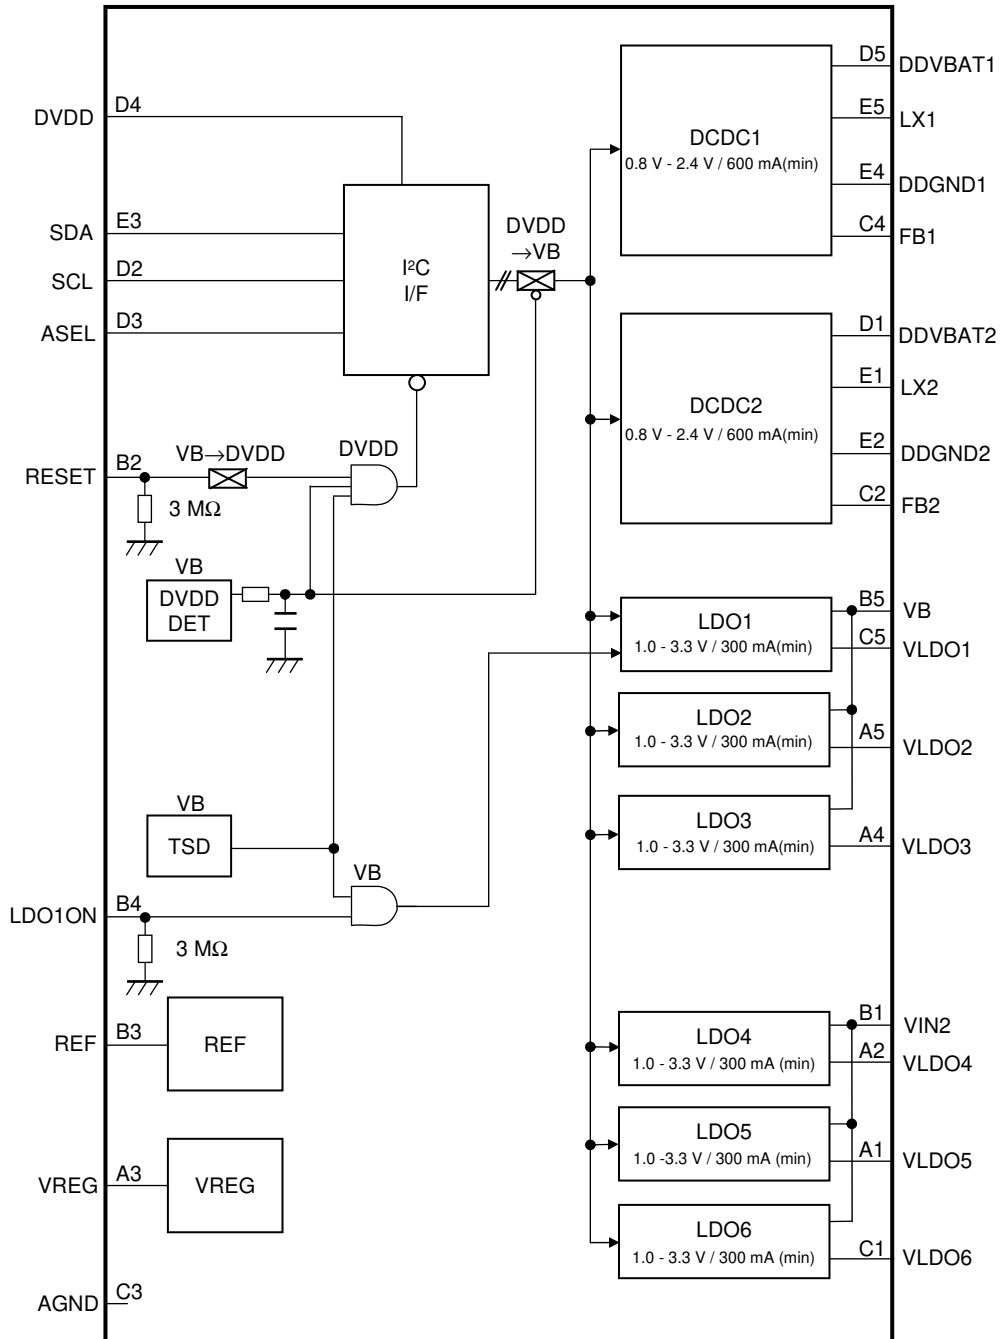 DVDD
D4
SDA
E3
SCL
D2
ASEL
D3
I²C
I/F
DVDD
→VB
RESET
B2
VB→DVDD
DVDD
3 MΩ
VB
DVDD
DET
VB
TSD
VB
LDO1ON
B4
3 MΩ
REF
B3
REF
VREG
A3
VREG
AGND
C3
DCDC1
0.8 V - 2.4 V / 600 mA(min)
D5
DDVBAT1
E5
LX1
E4
DDGND1
C4
FB1
DCDC2
0.8 V - 2.4 V / 600 mA(min)
D1
DDVBAT2
E1
LX2
E2
DDGND2
C2
FB2
LDO1
1.0 - 3.3 V / 300 mA(min)
B5
VB
C5
VLDO1
LDO2
1.0 - 3.3 V / 300 mA(min)
A5
VLDO2
LDO3
1.0 - 3.3 V / 300 mA(min)
A4
VLDO3
LDO4
1.0 - 3.3 V / 300 mA (min)
B1
VIN2
A2
VLDO4
LDO5
1.0 -3.3 V / 300 mA (min)
A1
VLDO5
LDO6
1.0 - 3.3 V / 300 mA (min)
C1
VLDO6